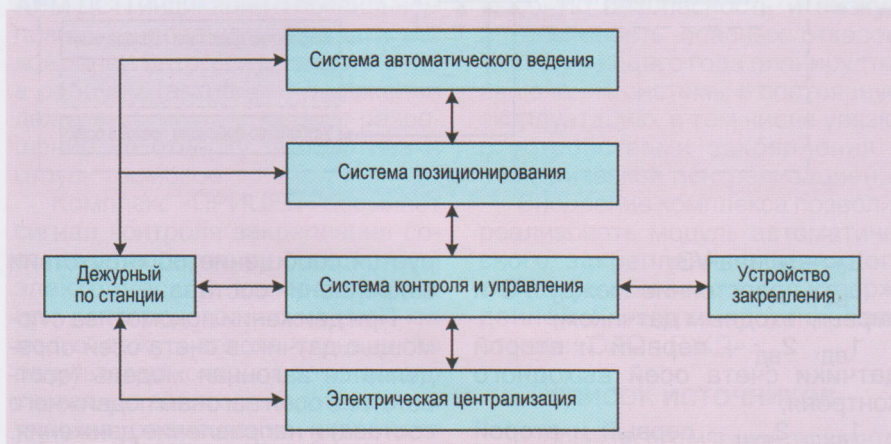 Система автоматического ведения
Система позиционирования
Дежурный
по станции
Система контроля и управления
Устройство
закрепления
Электрическая централизация